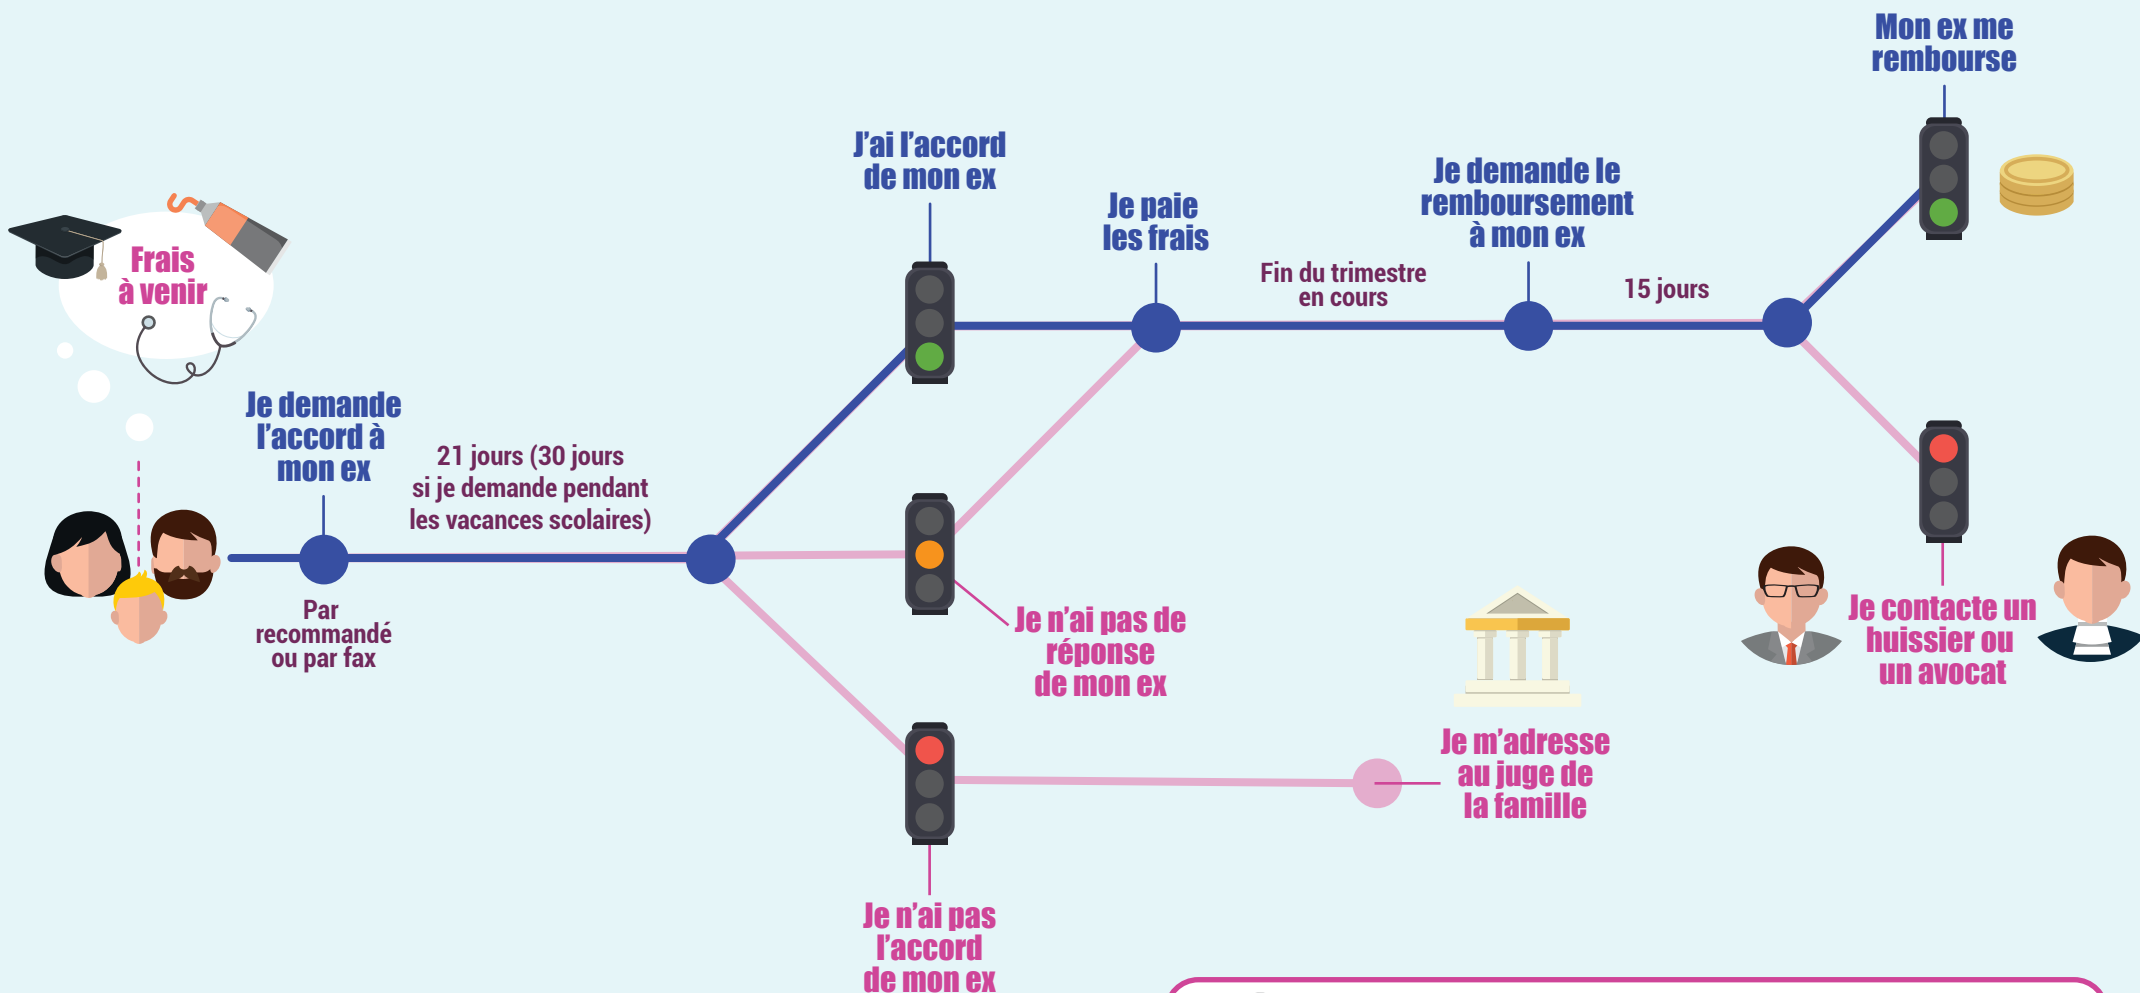 Frais
à venir
Je demande
l'accord à
mon ex
Par
recommandé
ou par fax
21 jours (30 jours
si je demande pendant
les vacances scolaires)
J'ai l'accord
de mon ex
Je n'ai pas de
réponse
de mon ex
Je n'ai pas
l'accord
de mon ex
Je paie
les frais
Fin du trimestre
en cours
Je demande le
remboursement
à mon ex
15 jours
Mon ex me
rembourse
Je contacte un
huissier ou
un avocat
Je m'adresse
au juge de
la famille